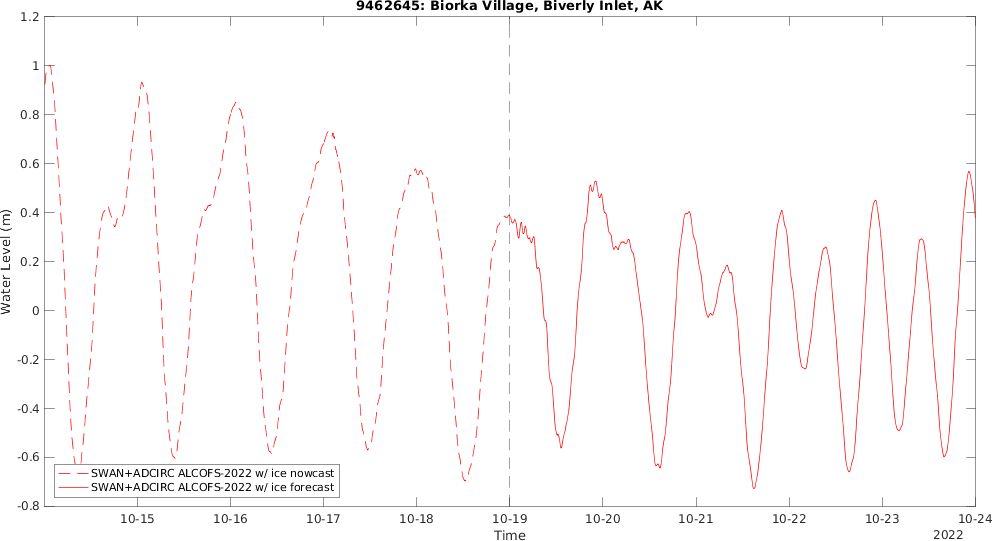 9462645: Biorka Village, Biverly Inlet, AK
Water Level (m)
1.2
1
0.8
0.6
0.4
0.2
0
-0.2
-0.4
-0.6
-0.8
SWAN+ADCIRC ALCOFS-2022 w/ ice nowcast
SWAN+ADCIRC ALCOFS-2022 w/ ice forecast
10-15 10-16 10-17 10-18 10-19 10-20 10-21 10-22 10-23 10-24
Time 2022